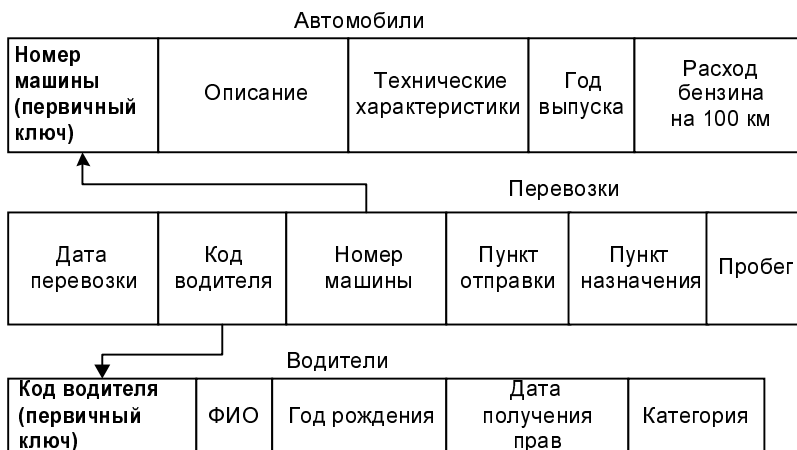 Автомобили
Номер
машины
(первичный
ключ)
Описание
Технические
характеристики
Год
выпуска
Расход
бензина
на 100 км
Перевозки
Дата
перевозки
Код
водителя
Номер
машины
Пункт
отправки
Пункт
назначения
Пробег
Водители
Код водителя
(первичный
ключ)
ФИО
Год рождения
Дата
получения
прав
Категория